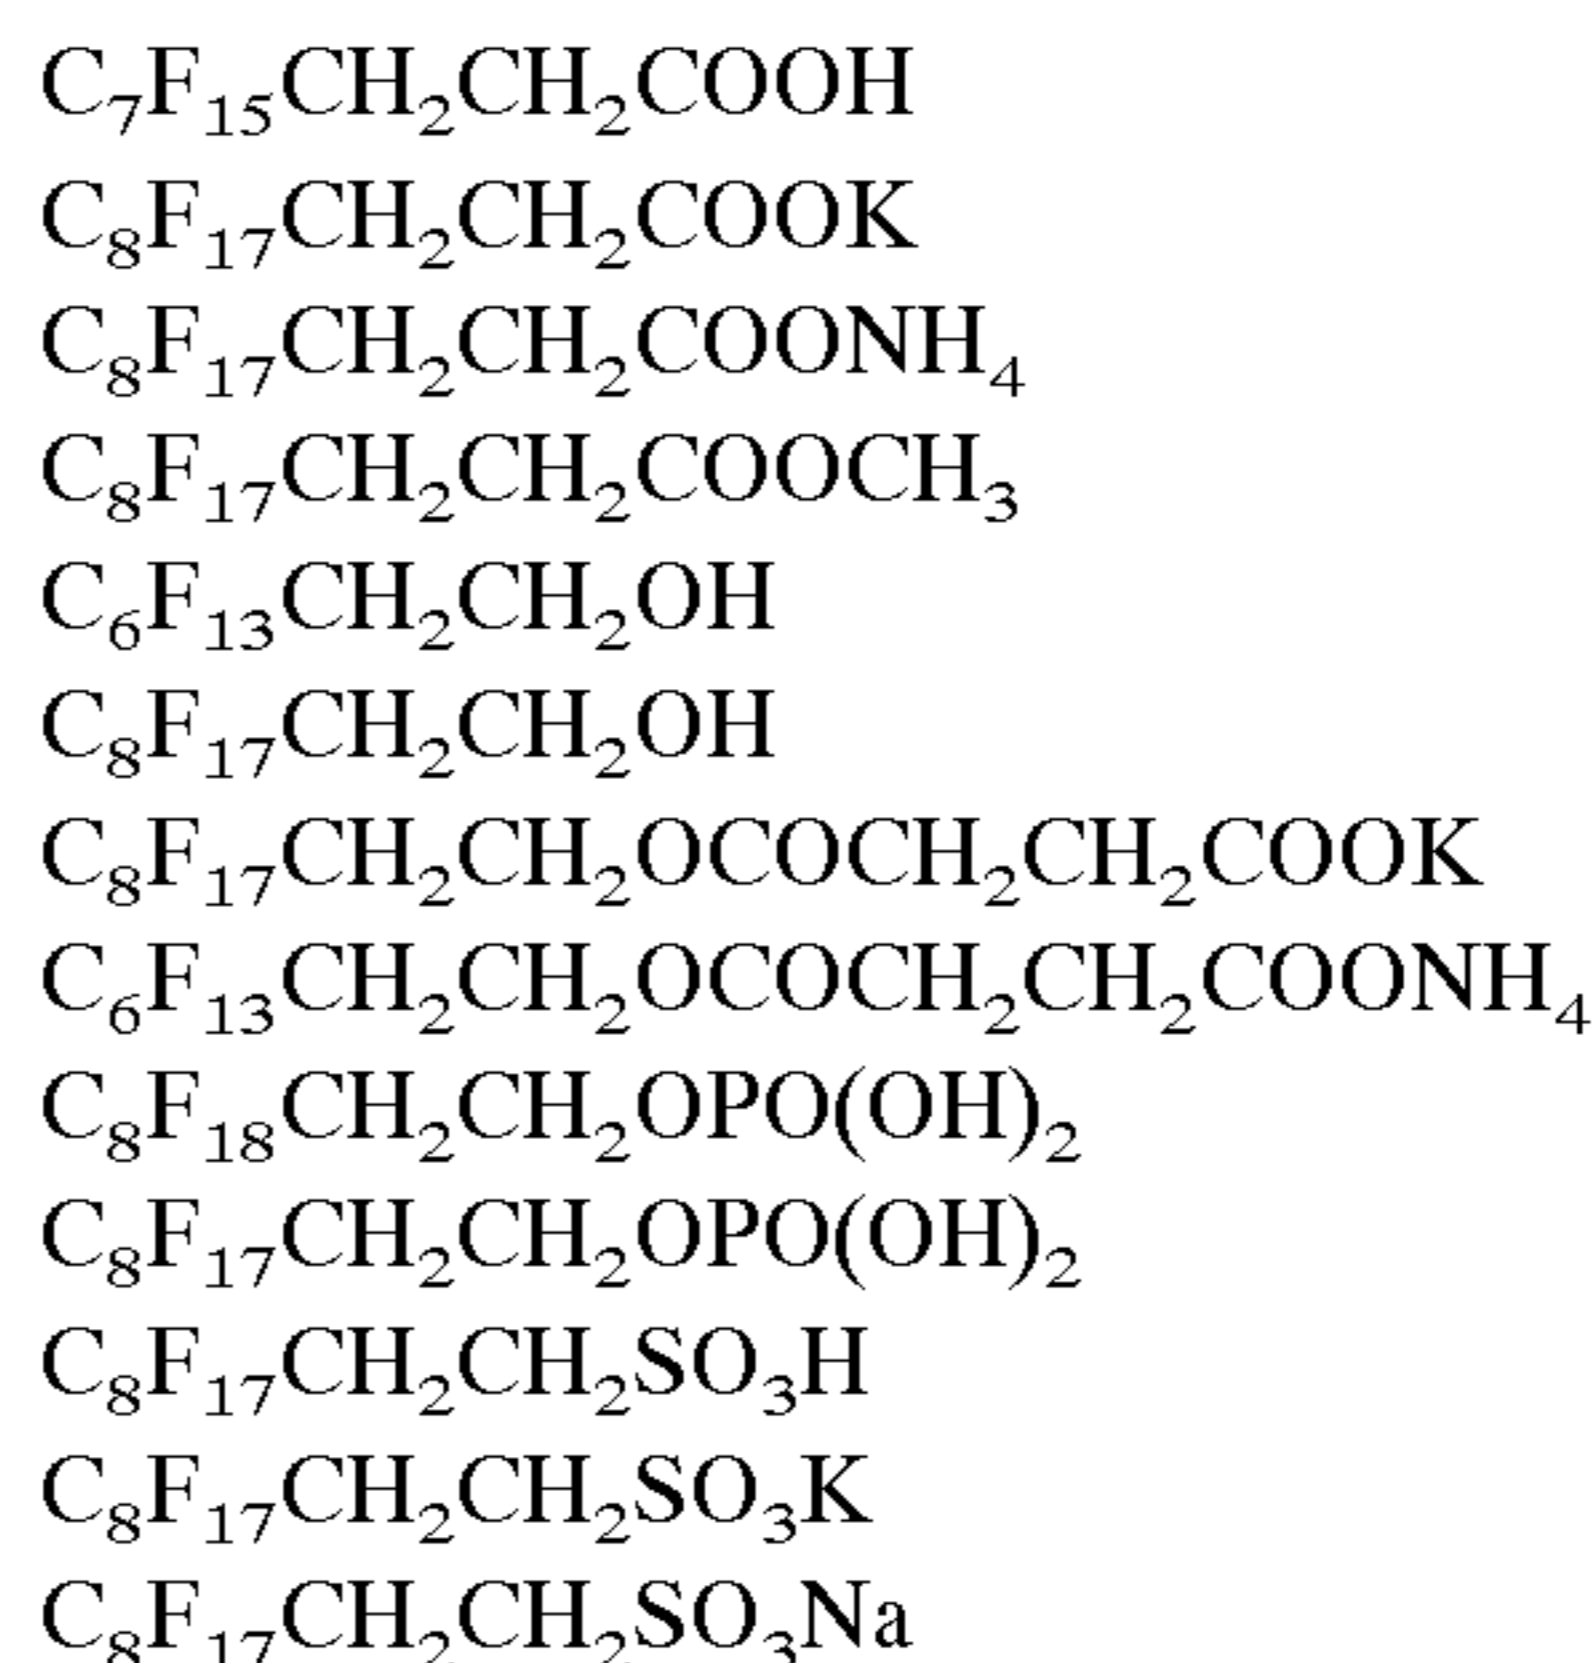 C₇F₁₅CH₂CH₂COOH
C₈F₁₇CH₂CH₂COOK
C₈F₁₇CH₂CH₂COONH₄
C₈F₁₇CH₂CH₂COOCH₃
C₆F₁₃CH₂CH₂OH
C₈F₁₇CH₂CH₂OH
C₈F₁₇CH₂CH₂OCOCH₂CH₂COOK
C₆F₁₃CH₂CH₂OCOCH₂CH₂COONH₄
C₈F₁₈CH₂CH₂OPO(OH)₂
C₈F₁₇CH₂CH₂OPO(OH)₂
C₈F₁₇CH₂CH₂SO₃H
C₈F₁₇CH₂CH₂SO₃K
C₈F₁₇CH₂CH₂SO₃Na